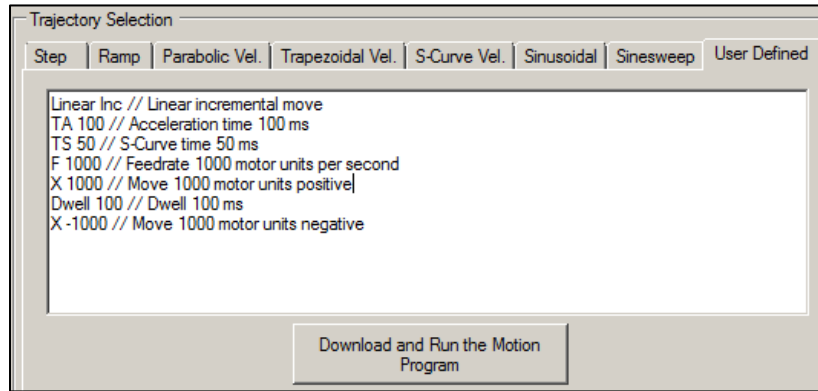 Trajectory Selection
Step Ramp Parabolic Vel. Trapezoidal Vel. S-Curve Vel. Sinusoidal Sinesweep User Defined
Linear Inc // Linear incremental move
TA 100 // Acceleration time 100 ms
TS 50 // S-Curve time 50 ms
F 1000 // Feedrate 1000 motor units per second
X 1000 // Move 1000 motor units positive
Dwell 100 // Dwell 100 ms
X -1000 // Move 1000 motor units negative
Download and Run the Motion
Program